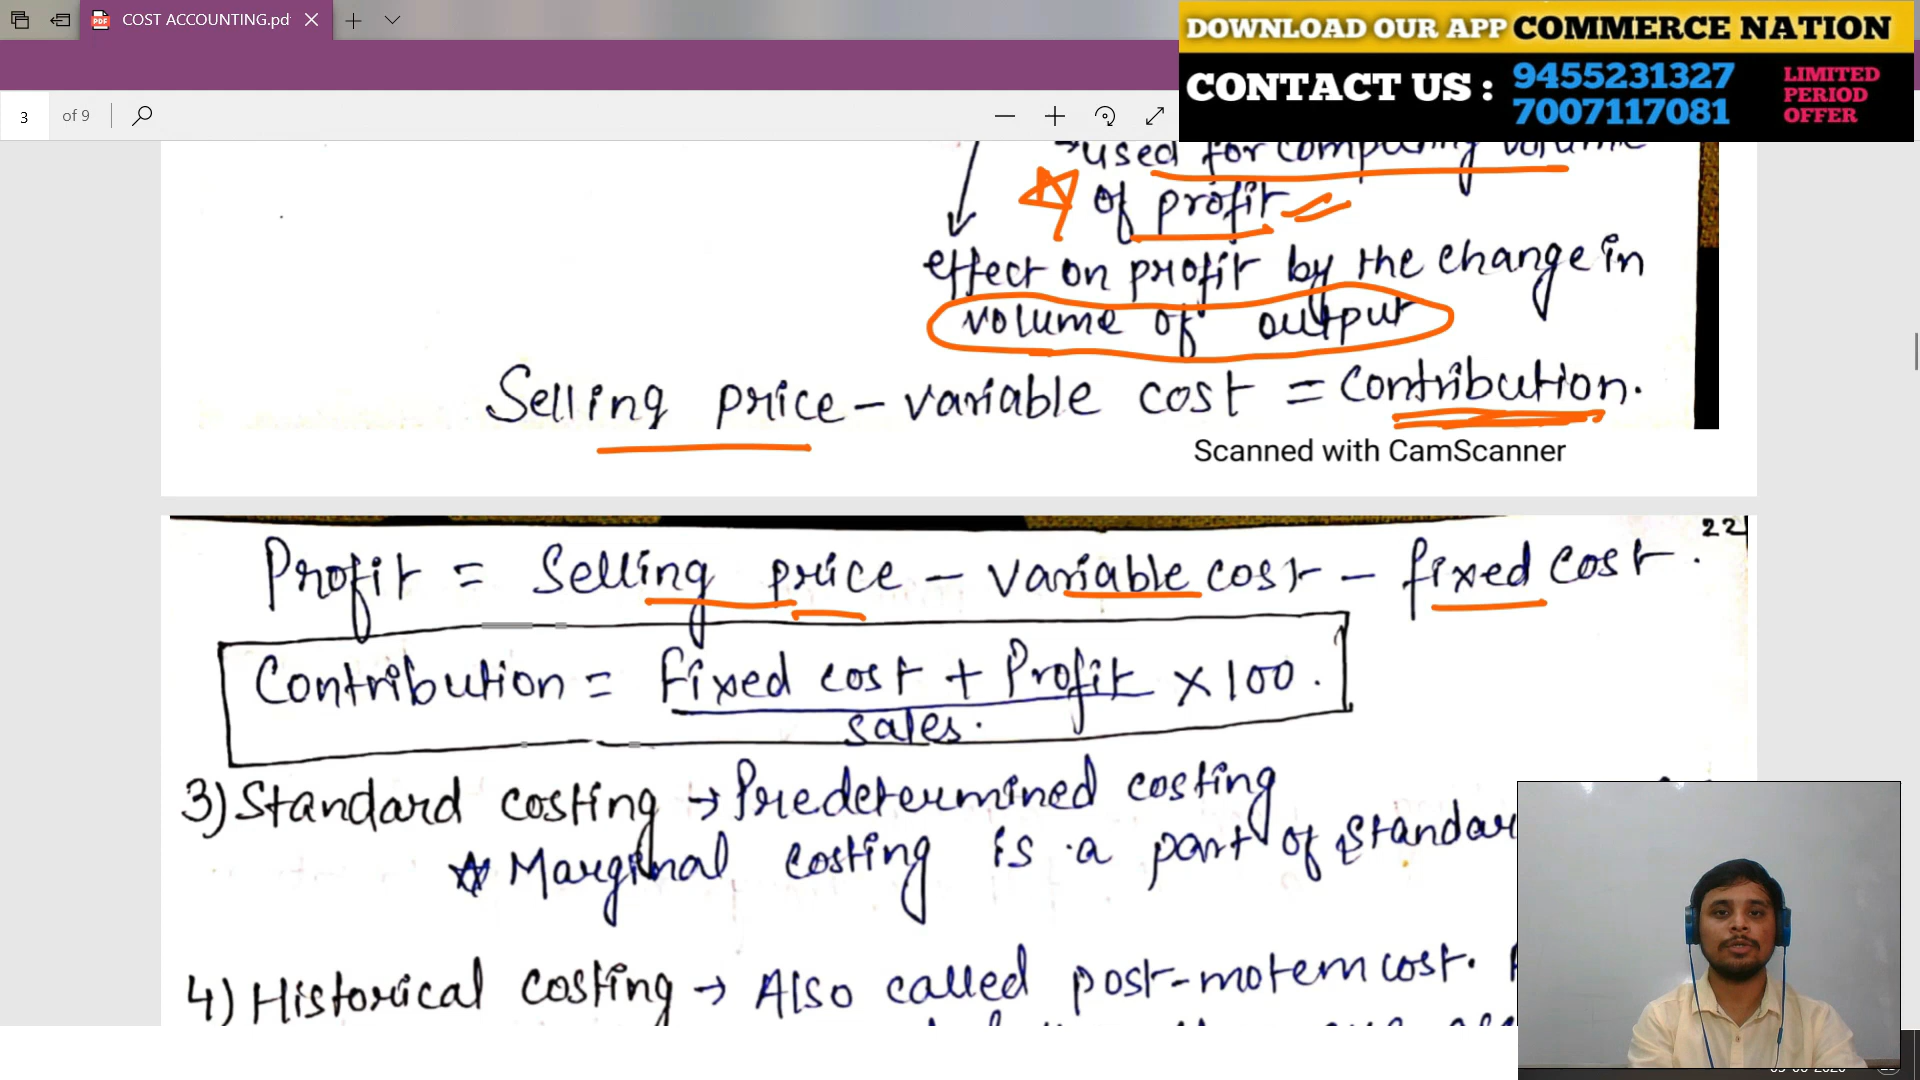 COST ACCOUNTING.pd
DOWNLOAD OUR APP COMMERCE NATION
CONTACT US : 9455231327
7007117081
LIMITED
PERIOD
OFFER
3 of 9
used for computing volume
of profit
effect on profit by the change in
volume of output
Selling price - variable cost = Contribution.
Scanned with CamScanner
22
Profit = Selling price - Variable cost - fixed cost.
Contribution = Fixed cost + Profit × 100.
sales.
3) Standard costing → Predetermined costing
Marginal costing is a part of Standar
4) Historical costing → Also called post-motem cost.